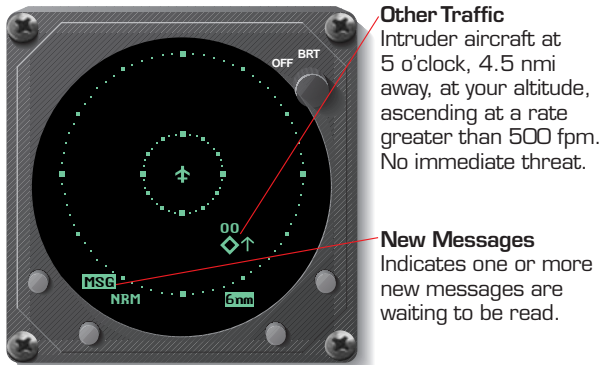 OFF
BRT
00
MSG
NRM
6nm
Other Traffic
Intruder aircraft at
5 o'clock, 4.5 nmi
away, at your altitude,
ascending at a rate
greater than 500 fpm.
No immediate threat.
New Messages
Indicates one or more
new messages are
waiting to be read.